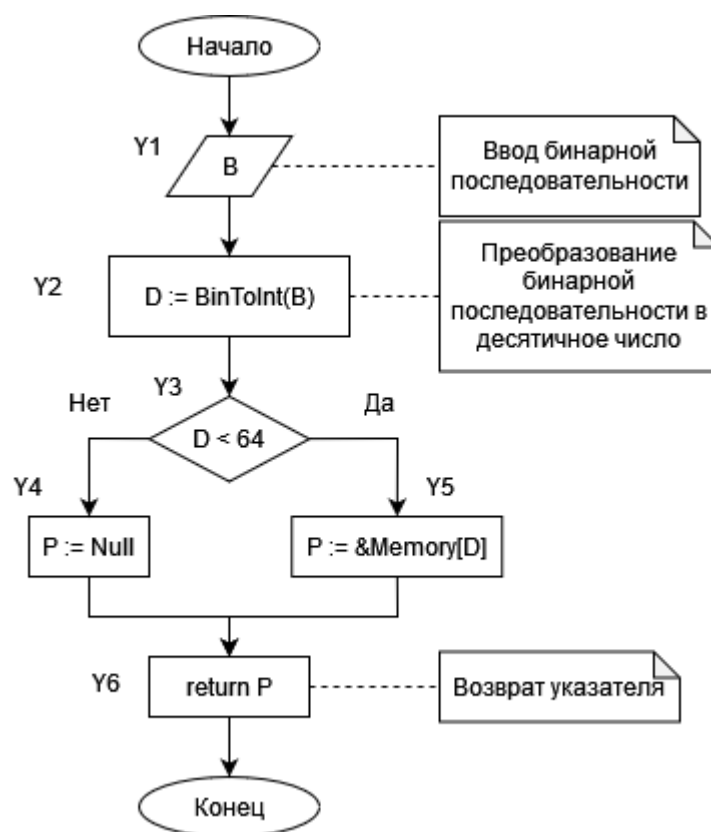 Начало
Y1
B
Ввод бинарной
последовательности
Y2
D := BinToInt(B)
Преобразование
бинарной
последовательности в
десятичное число
Y3
Нет
Да
D < 64
Y4
Y5
P := Null
P := &Memory[D]
Y6
return P
Возврат указателя
Конец